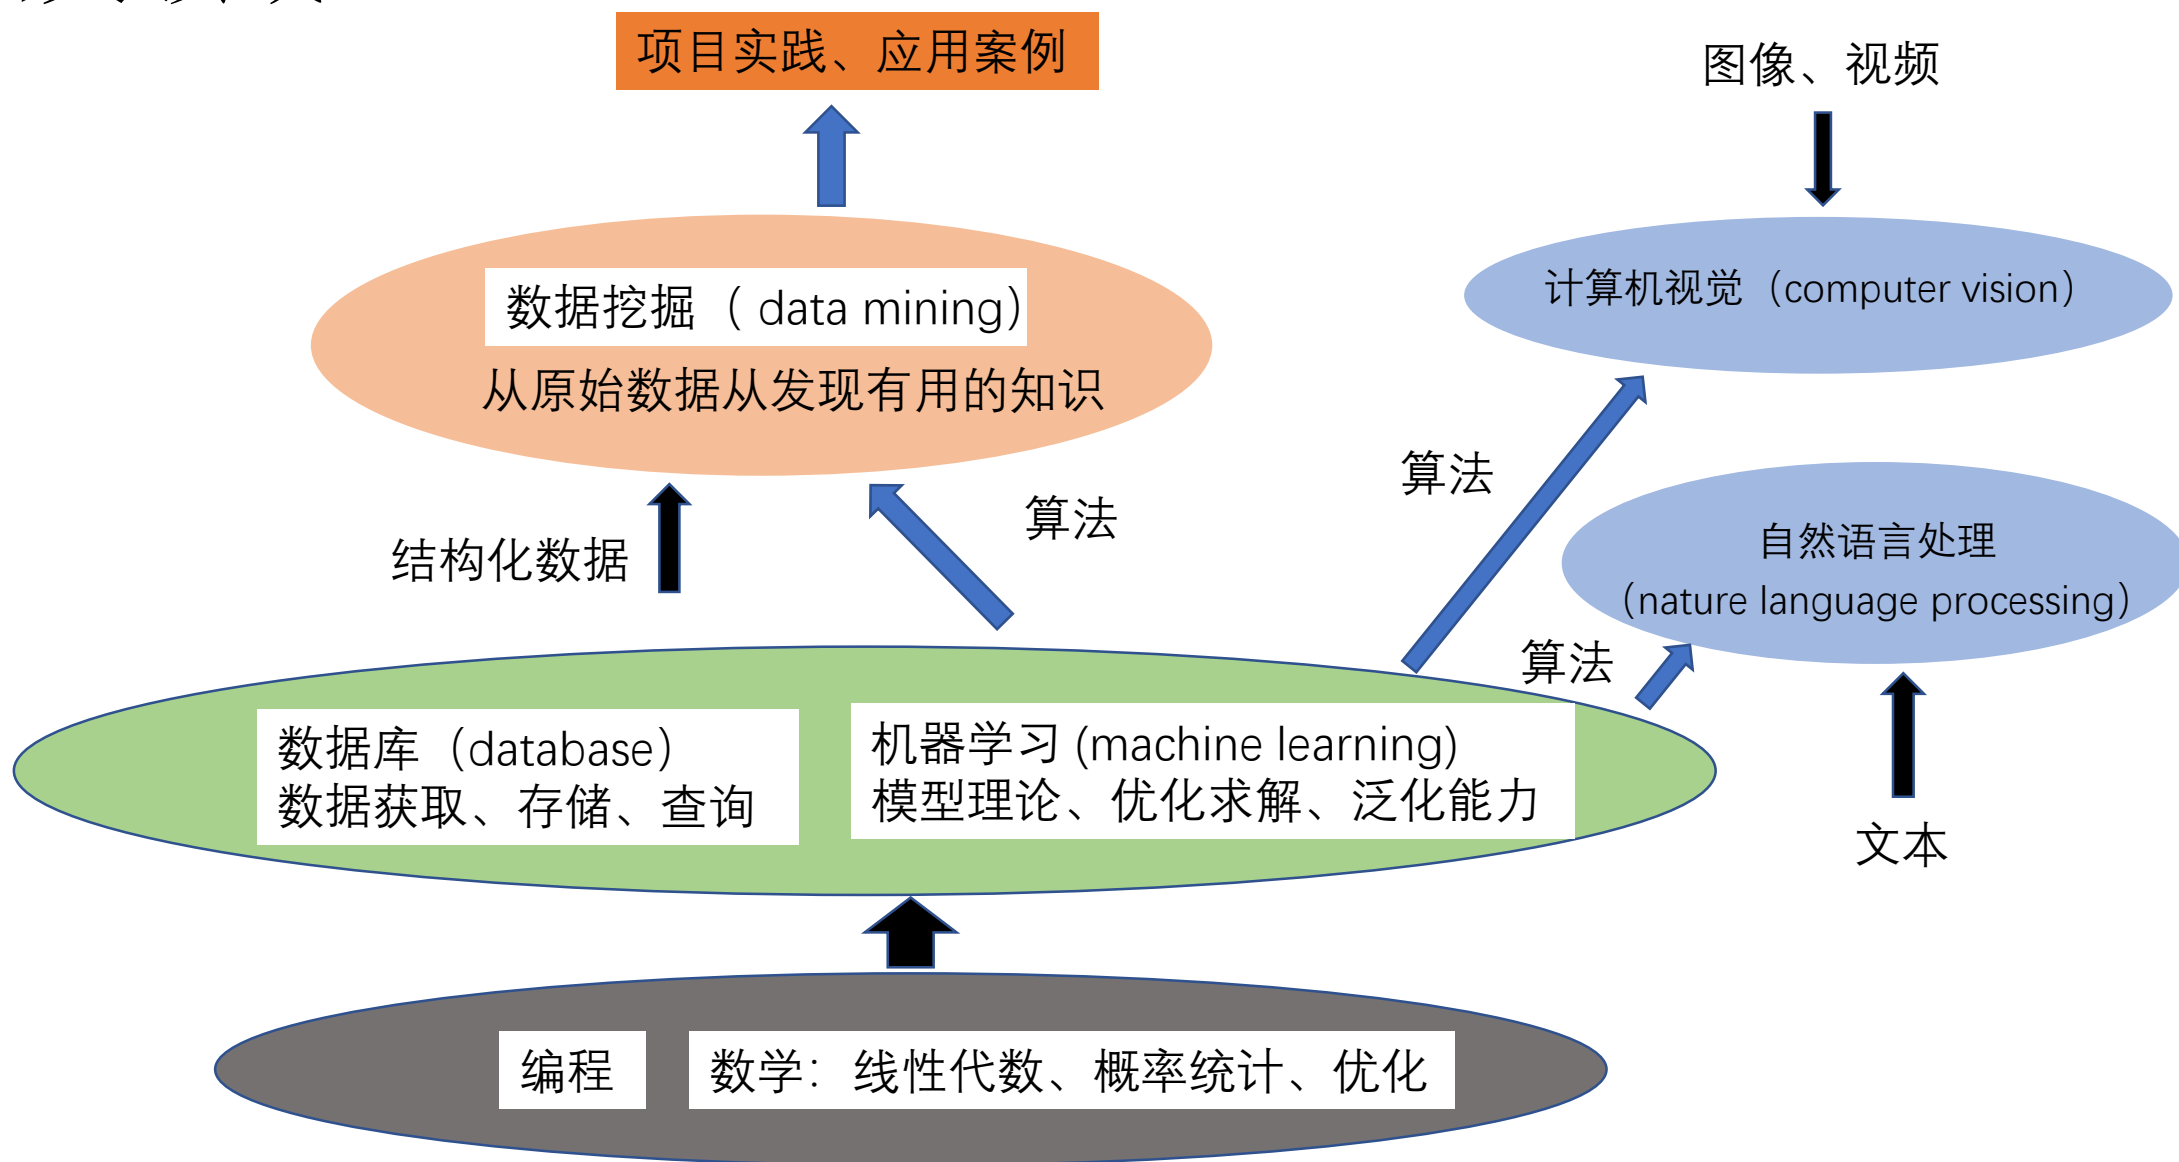 项目实践、应用案例
图像、视频
数据挖掘（ data mining）
从原始数据从发现有用的知识
计算机视觉（computer vision）
算法
算法
结构化数据
自然语言处理
（nature language processing）
算法
数据库（database）
数据获取、存储、查询
机器学习 (machine learning)
模型理论、优化求解、泛化能力
文本
编程
数学：线性代数、概率统计、优化